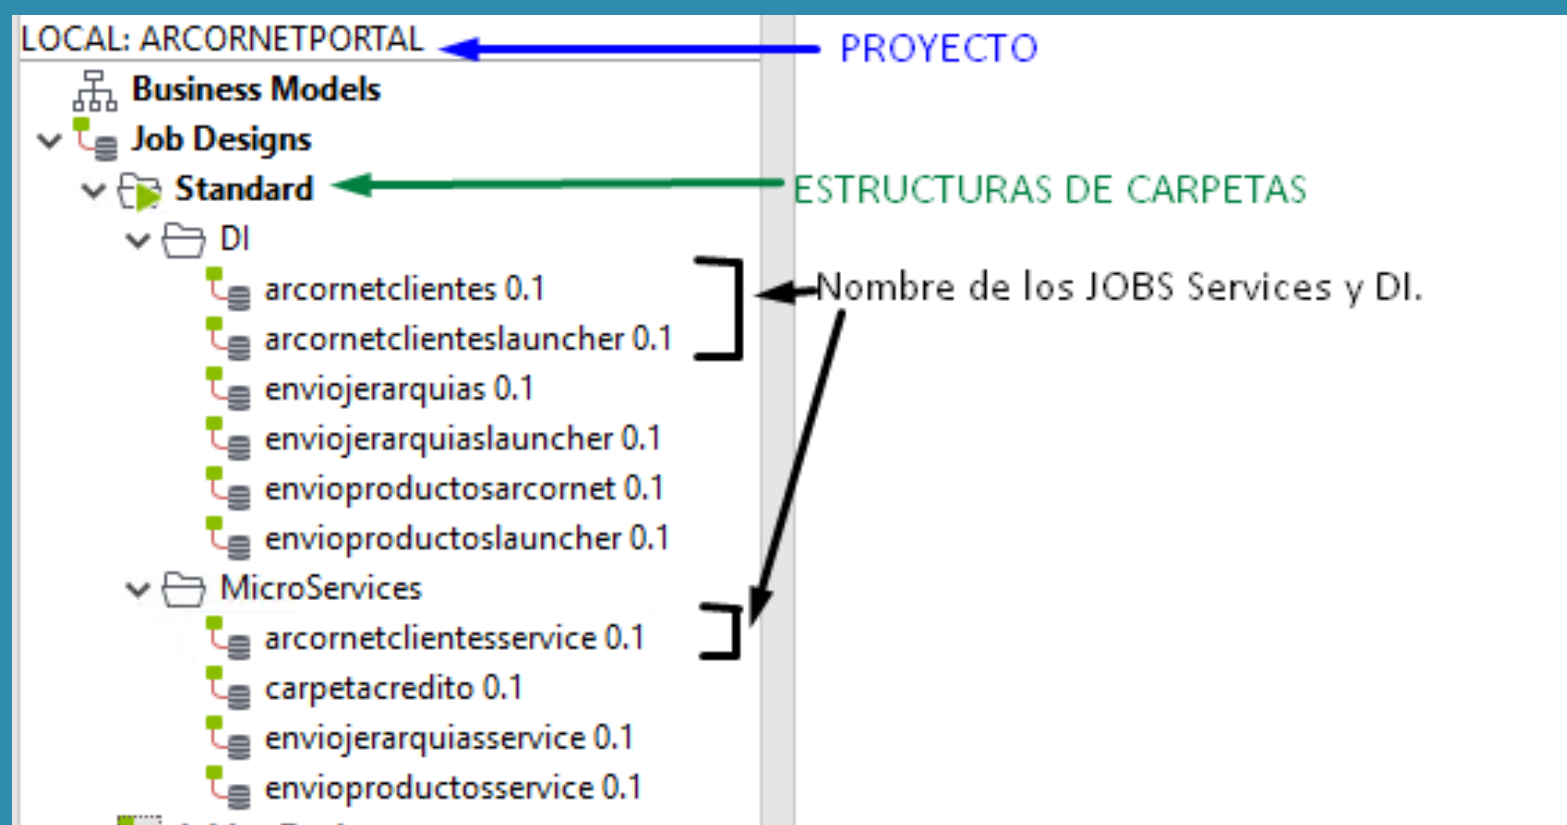 LOCAL: ARCORNETPORTAL
PROYECTO
Business Models
Job Designs
Standard
ESTRUCTURAS DE CARPETAS
DI
arcornetclientes 0.1
Nombre de los JOBS Services y DI.
arcornetclienteslauncher 0.1
enviojerarquias 0.1
enviojerarquiaslauncher 0.1
envioproductosarcornet 0.1
envioproductoslauncher 0.1
MicroServices
arcornetclientesservice 0.1
carpetacredito 0.1
enviojerarquiasservice 0.1
envioproductosservice 0.1